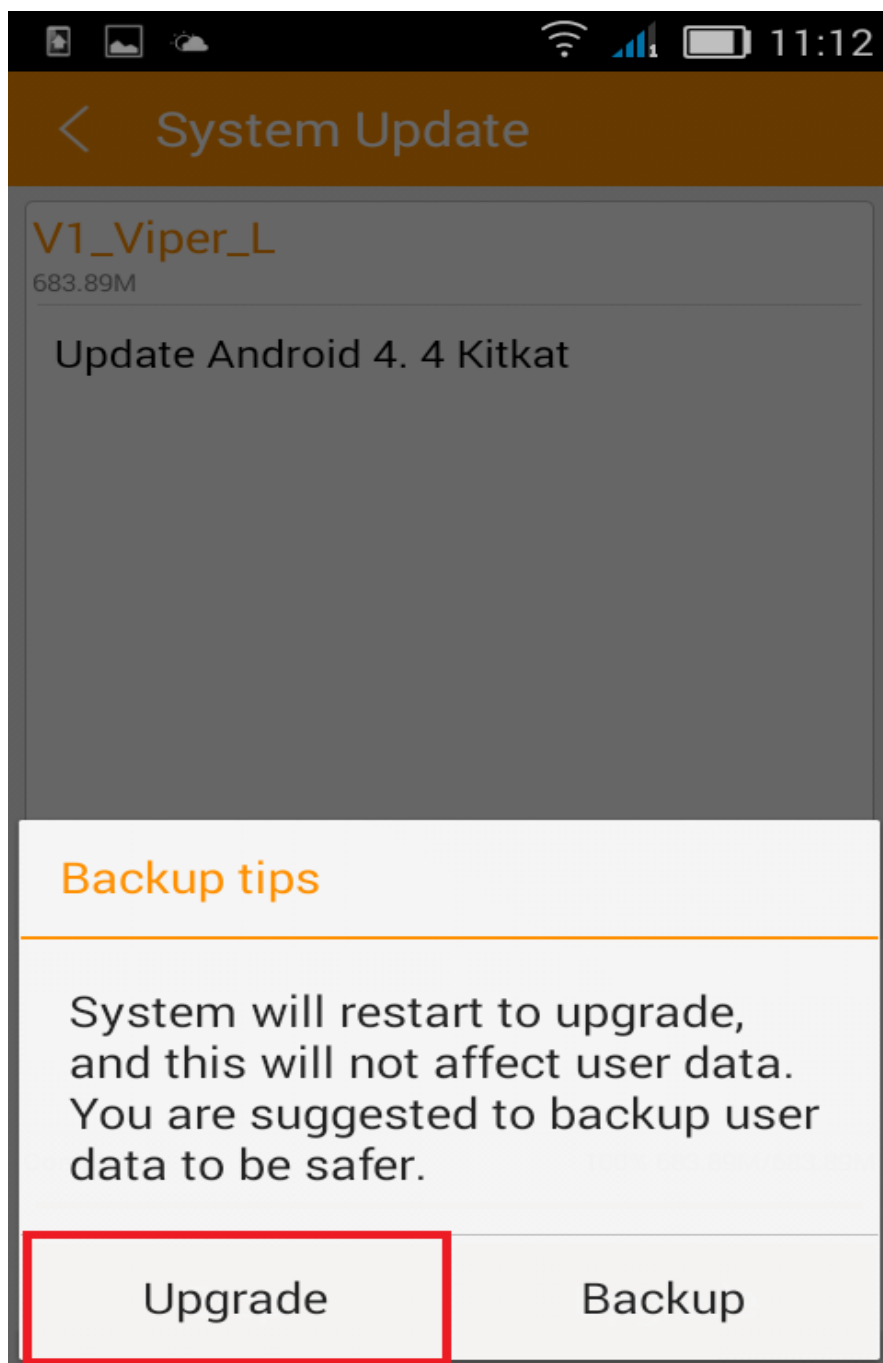 1 11:12
System Update
V1_Viper_L
683.89M
Update Android 4. 4 Kitkat
Backup tips
System will restart to upgrade,
and this will not affect user data.
You are suggested to backup user
data to be safer.
Upgrade Backup